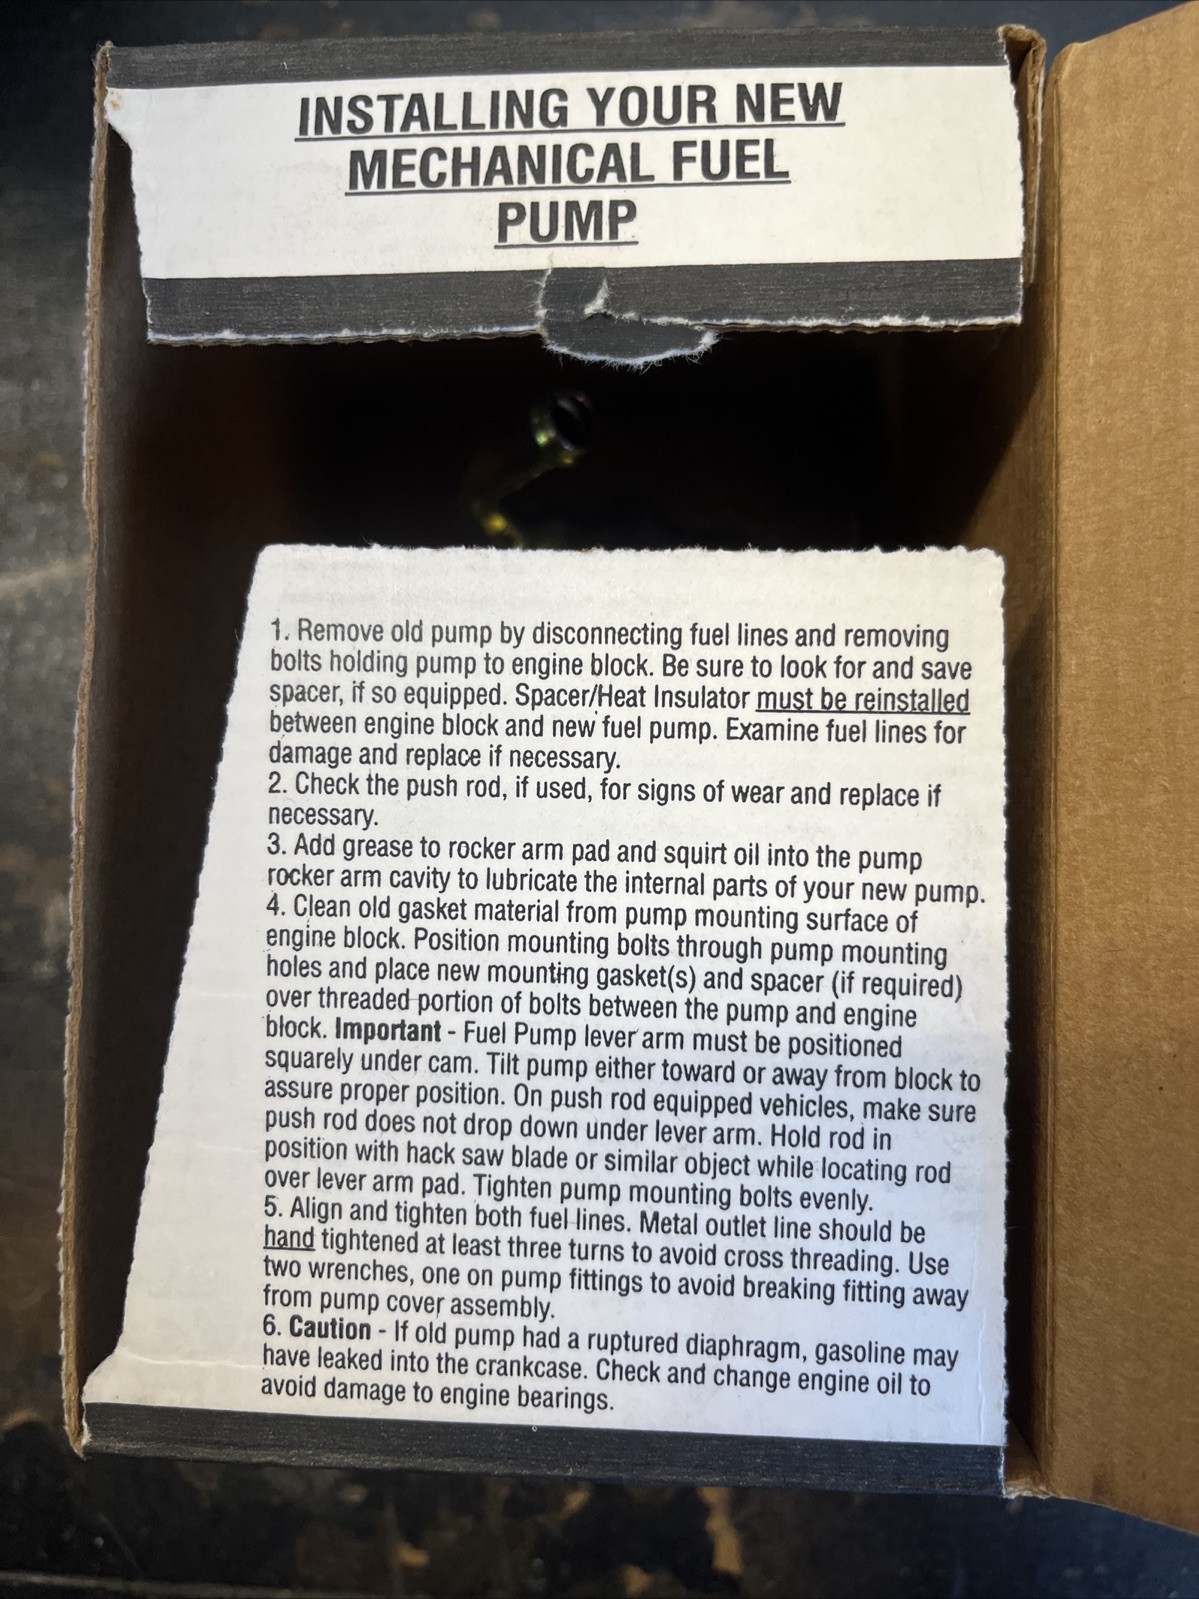 INSTALLING YOUR NEW
MECHANICAL FUEL
PUMP
1. Remove old pump by disconnecting fuel lines and removing
bolts holding pump to engine block. Be sure to look for and save
spacer, if so equipped. Spacer/Heat Insulator must be reinstalled
between engine block and new fuel pump. Examine fuel lines for
damage and replace if necessary.
2. Check the push rod, if used, for signs of wear and replace if
necessary.
3. Add grease to rocker arm pad and squirt oil into the pump
rocker arm cavity to lubricate the internal parts of your new pump.
4. Clean old gasket material from pump mounting surface of
engine block. Position mounting bolts through pump mounting
holes and place new mounting gasket(s) and spacer (if required)
over threaded portion of bolts between the pump and engine
block. Important - Fuel Pump lever arm must be positioned
squarely under cam. Tilt pump either toward or away from block to
assure proper position. On push rod equipped vehicles, make sure
push rod does not drop down under lever arm. Hold rod in
position with hack saw blade or similar object while locating rod
over lever arm pad. Tighten pump mounting bolts evenly.
5. Align and tighten both fuel lines. Metal outlet line should be
hand tightened at least three turns to avoid cross threading. Use
two wrenches, one on pump fittings to avoid breaking fitting away
from pump cover assembly.
6. Caution - If old pump had a ruptured diaphragm, gasoline may
have leaked into the crankcase. Check and change engine oil to
avoid damage to engine bearings.